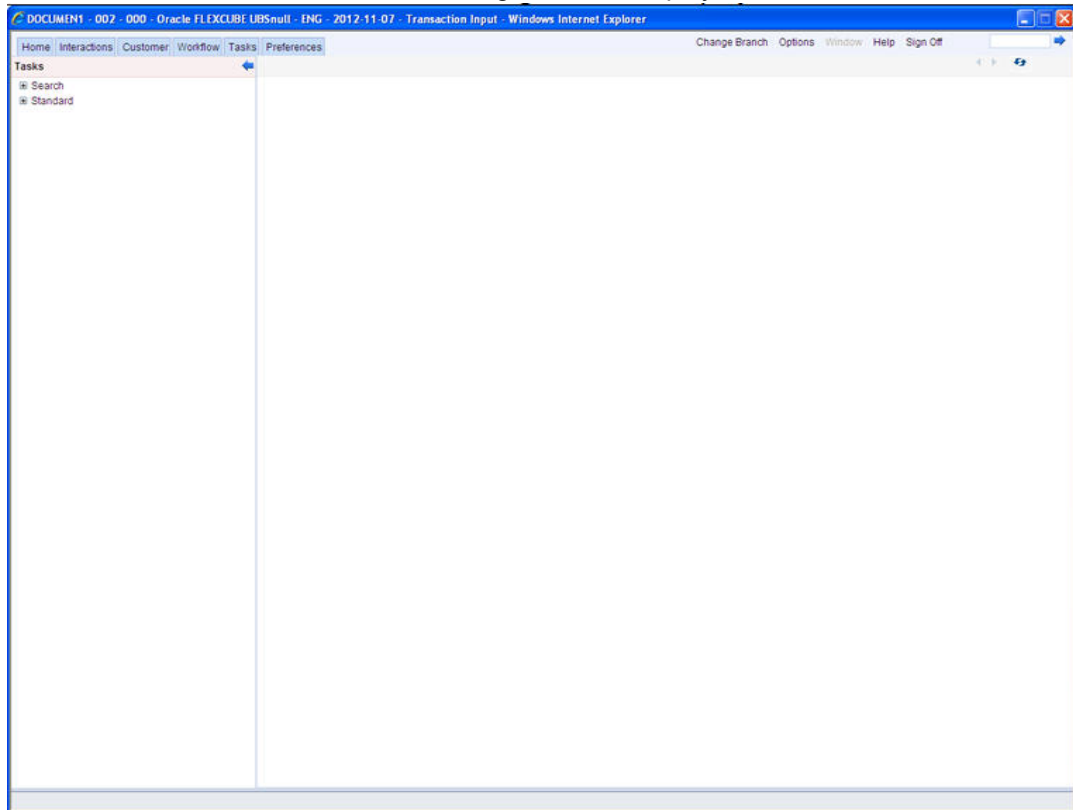 DOCUMENT1 - 002 - 000 - Oracle FLEXCUBE UBSnull - ENG - 2012-11-07 - Transaction Input - Windows Internet Explorer
Home Interactions Customer Workflow Tasks Preferences Change Branch Options Window Help Sign Off
Tasks
Search
Standard